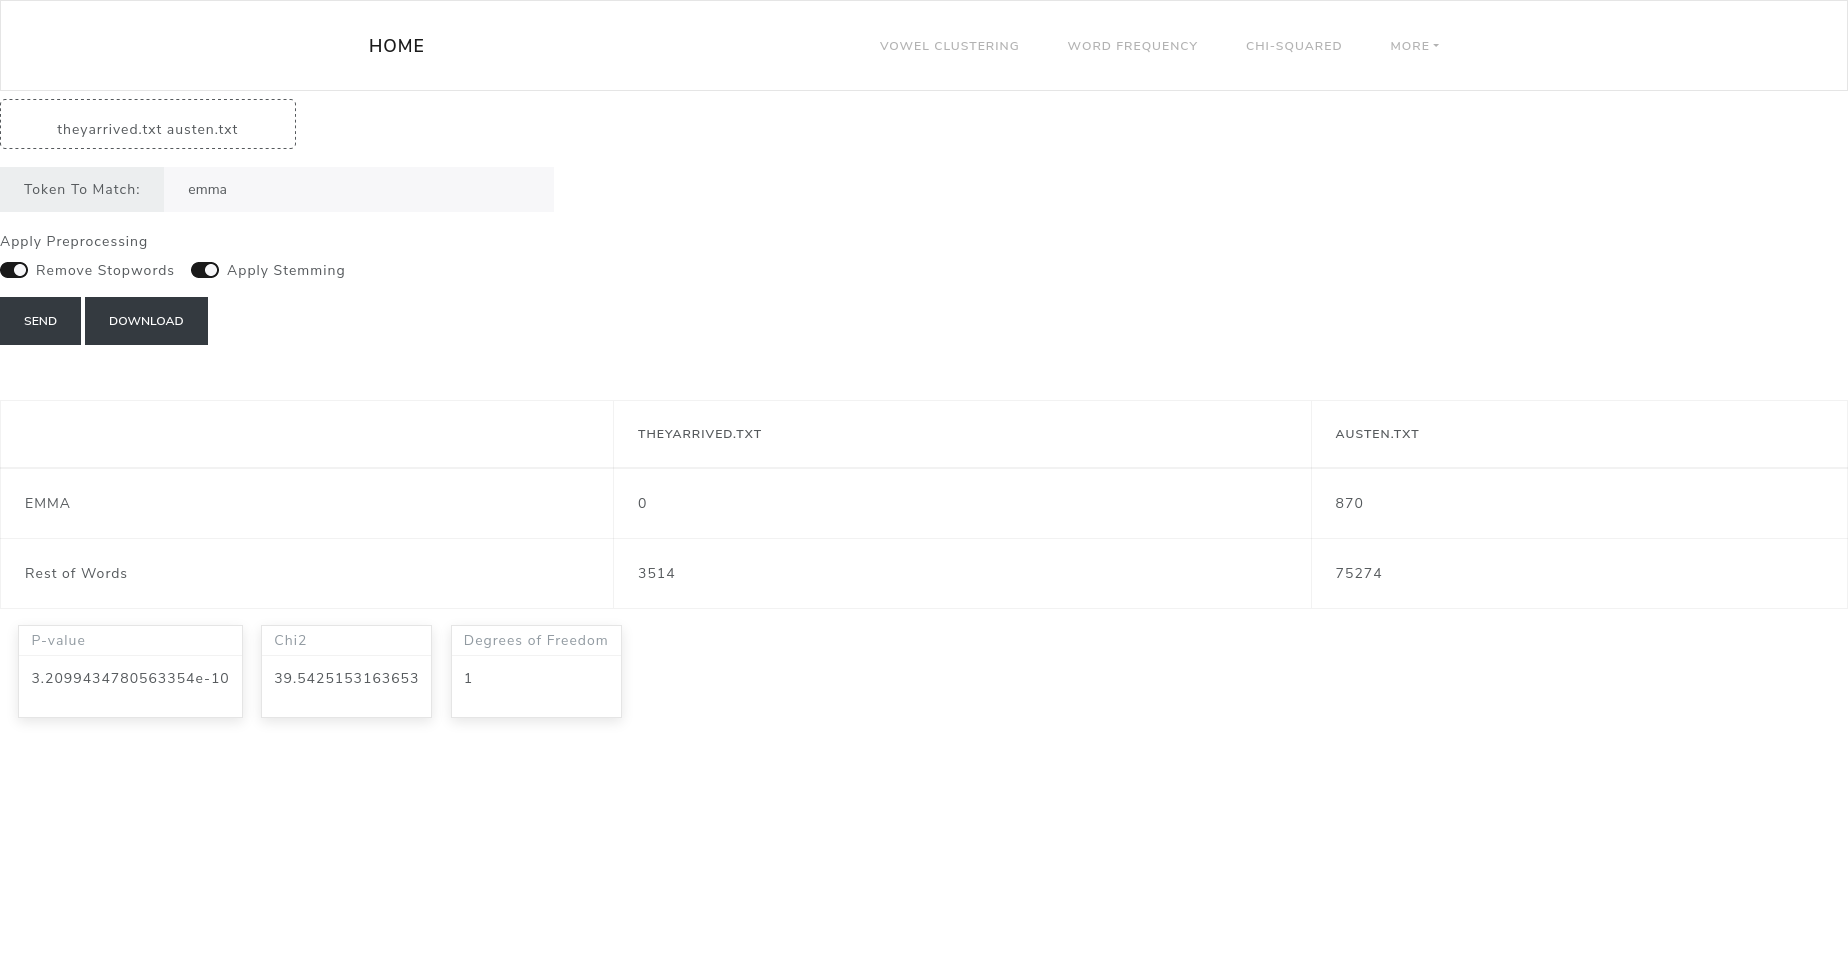 HOME VOWEL CLUSTERING WORD FREQUENCY CHI-SQUARED MORE
theyarrived.txt austen.txt
Token To Match: emma
Apply Preprocessing
Remove Stopwords Apply Stemming
SEND DOWNLOAD
THEYARRIVED.TXT AUSTEN.TXT
EMMA 0 870
Rest of Words 3514 75274
P-value Chi2 Degrees of Freedom
3.2099434780563354e-10 39.5425153163653 1